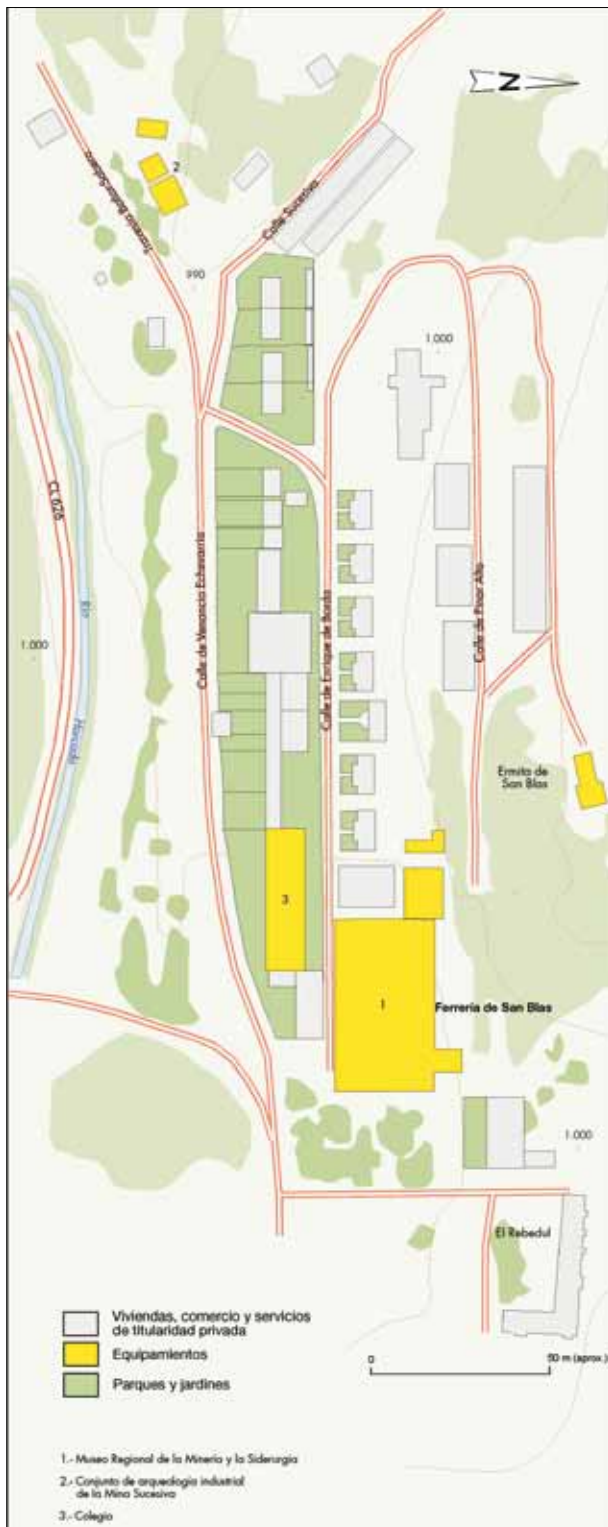 N
2
Calle Sucesiva
990
1.000
CL 626
Río
1.000
Calle de Venancio Echevarría
Calle de Enrique de Borda
Calle de Pinar Alto
Ermita de
San Blas
3
1
Ferrería de San Blas
1.000
El Rebedul
Viviendas, comercio y servicios
de titularidad privada
Equipamientos
Parques y jardines
0
50 m (aprox.)
1.- Museo Regional de la Minería y la Siderurgia
2.- Conjunto de arqueología industrial
de la Mina Sucesiva
3.- Colegio